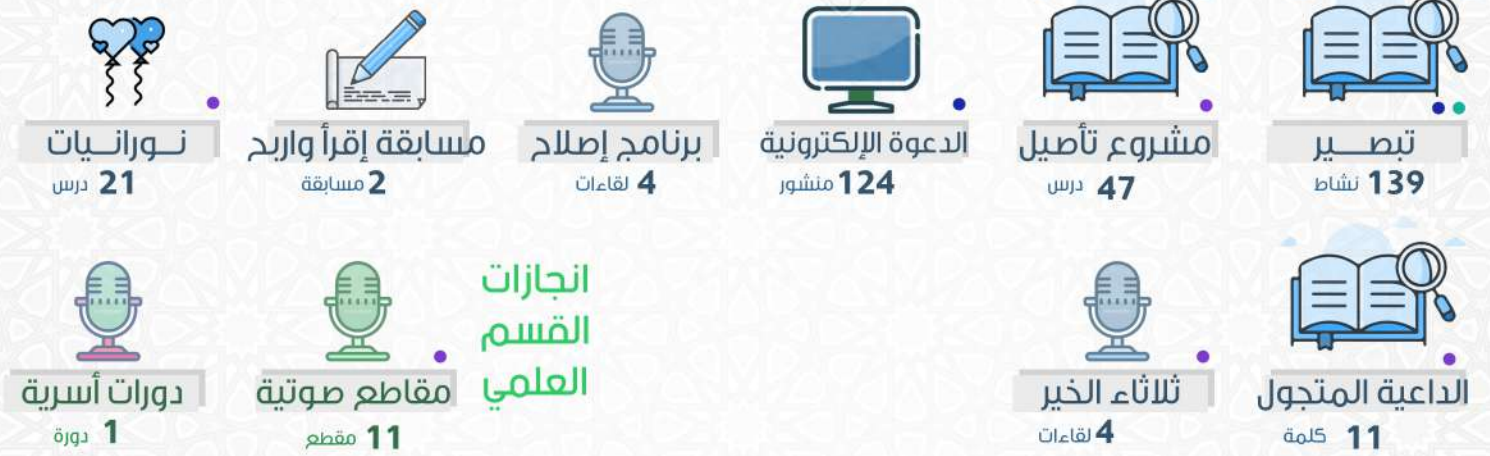 تبصـــير
139 نشاط
مشروع تأصيل
47 درس
الدعوة الإلكترونية
124 منشور
برنامج إصلاح
4 لقاءات
مسابقة إقرأ واربح
2 مسابقة
نــورانــيات
21 درس
الداعية المتجول
11 كلمة
ثلاثاء الخير
4 لقاءات
انجازات
القسم
العلمي
مقاطع صوتية
11 مقطع
دورات أسرية
1 دورة